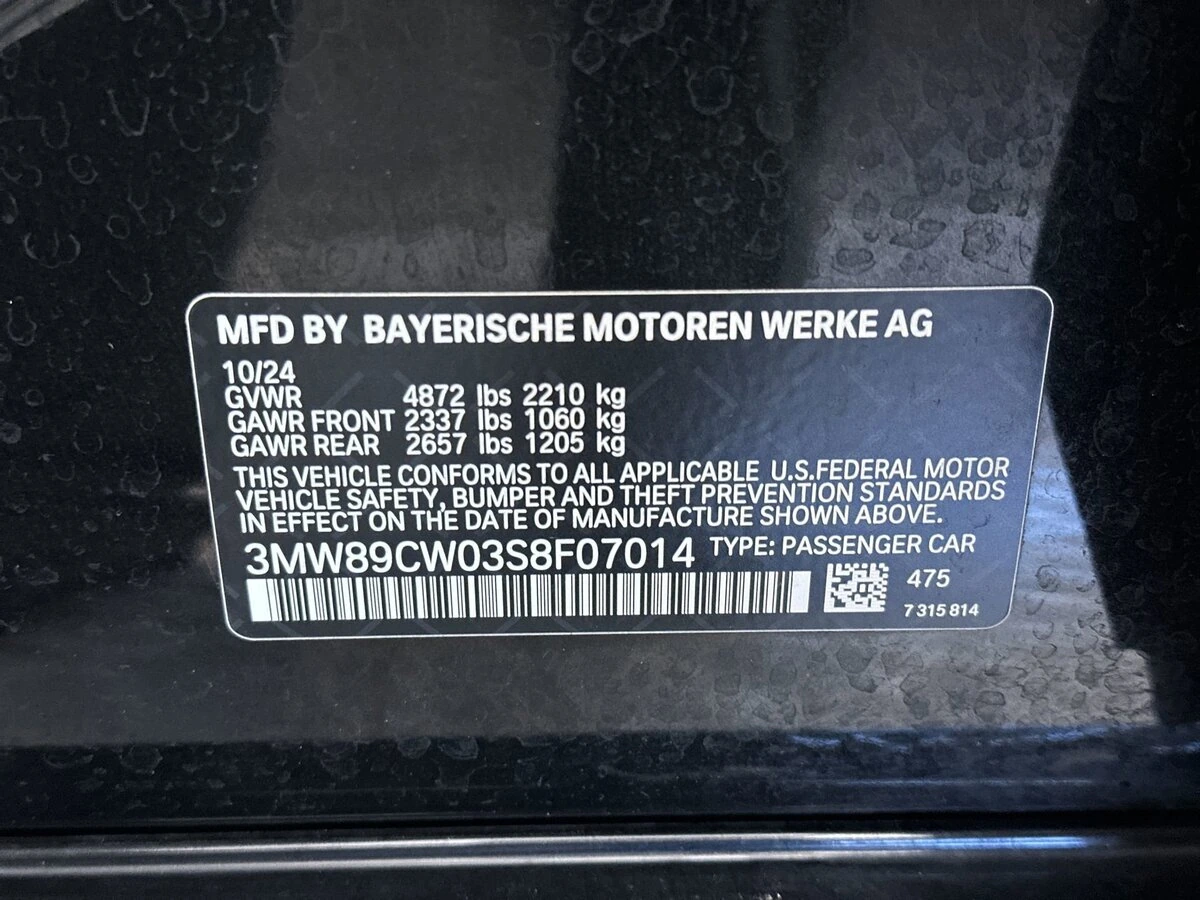 MFD BY BAYERISCHE MOTOREN WERKE AG
10/24
GVWR 4872 lbs 2210 kg
GAWR FRONT 2337 lbs 1060 kg
GAWR REAR 2657 lbs 1205 kg
THIS VEHICLE CONFORMS TO ALL APPLICABLE U.S.FEDERAL MOTOR
VEHICLE SAFETY, BUMPER AND THEFT PREVENTION STANDARDS
IN EFFECT ON THE DATE OF MANUFACTURE SHOWN ABOVE.
3MW89CW03S8F07014 TYPE: PASSENGER CAR
475
7 315 814